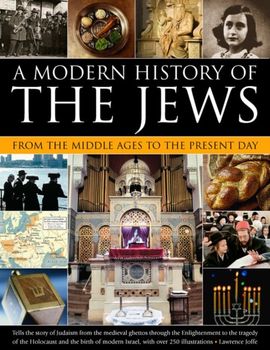 A MODERN HISTORY OF
THE JEWS
FROM THE MIDDLE AGES TO THE PRESENT DAY
Tells the story of Judaism from the medieval ghettos through the Enlightenment to the tragedy
of the Holocaust and the birth of modern Israel, with over 250 illustrations • Lawrence Joffe